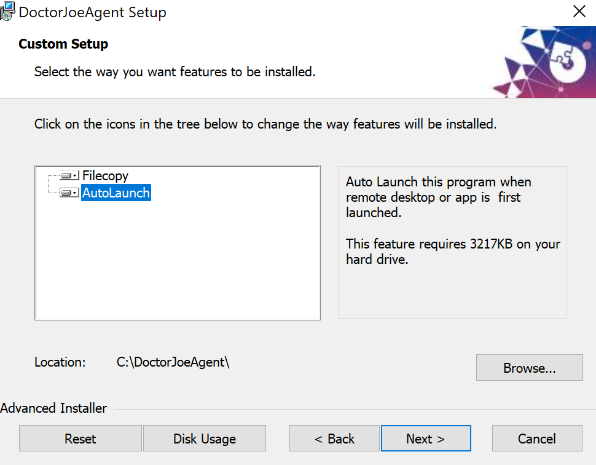 DoctorJoeAgent Setup
Custom Setup
Select the way you want features to be installed.
Click on the icons in the tree below to change the way features will be installed.
Filecopy
AutoLaunch
Auto Launch this program when
remote desktop or app is  first
launched.
This feature requires 3217KB on your
hard drive.
Location:
C:\DoctorJoeAgent\
Browse...
Advanced Installer
Reset
Disk Usage
< Back
Next >
Cancel